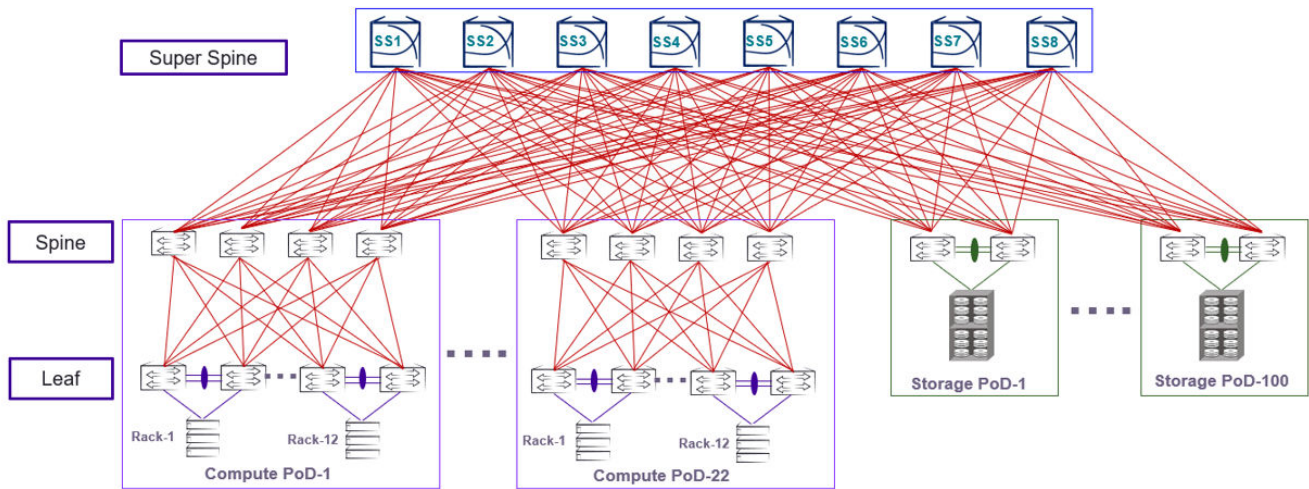 SS1
SS2
SS3
SS4
SS5
SS6
SS7
SS8
Super Spine
Spine
Leaf
Rack-1
Rack-12
Compute PoD-1
Rack-1
Rack-12
Compute PoD-22
Storage PoD-1
Storage PoD-100